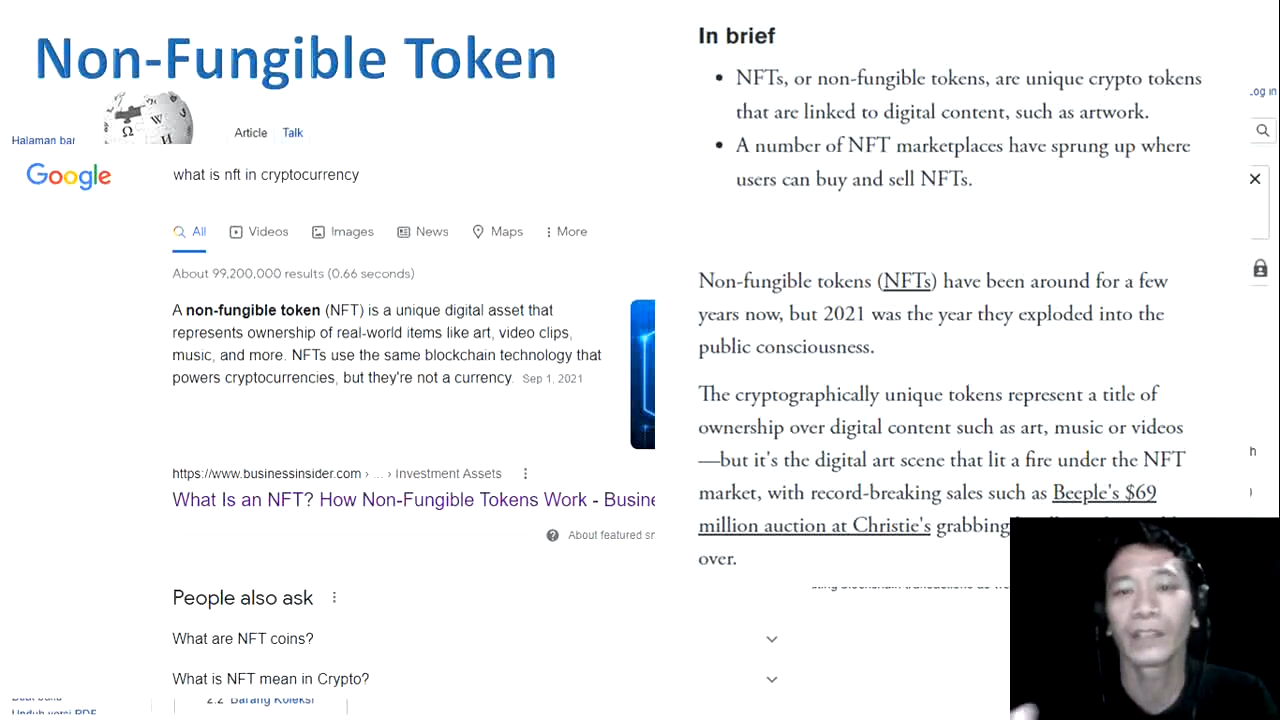 Non-Fungible Token
Halaman bar
Article Talk
Google
what is nft in cryptocurrency
All Videos Images News Maps More
About 99,200,000 results (0.66 seconds)
A non-fungible token (NFT) is a unique digital asset that
represents ownership of real-world items like art, video clips,
music, and more. NFTs use the same blockchain technology that
powers cryptocurrencies, but they're not a currency. Sep 1, 2021
https://www.businessinsider.com › ... › Investment Assets
What Is an NFT? How Non-Fungible Tokens Work - Busine
About featured sn
People also ask
What are NFT coins?
What is NFT mean in Crypto?
2.2 Barang Koleksi
Unduh versi PDF
In brief
• NFTs, or non-fungible tokens, are unique crypto tokens
that are linked to digital content, such as artwork.
• A number of NFT marketplaces have sprung up where
users can buy and sell NFTs.
Non-fungible tokens (NFTs) have been around for a few
years now, but 2021 was the year they exploded into the
public consciousness.
The cryptographically unique tokens represent a title of
ownership over digital content such as art, music or videos
—but it's the digital art scene that lit a fire under the NFT
market, with record-breaking sales such as Beeple's $69
million auction at Christie's grabbing
over.
Log in